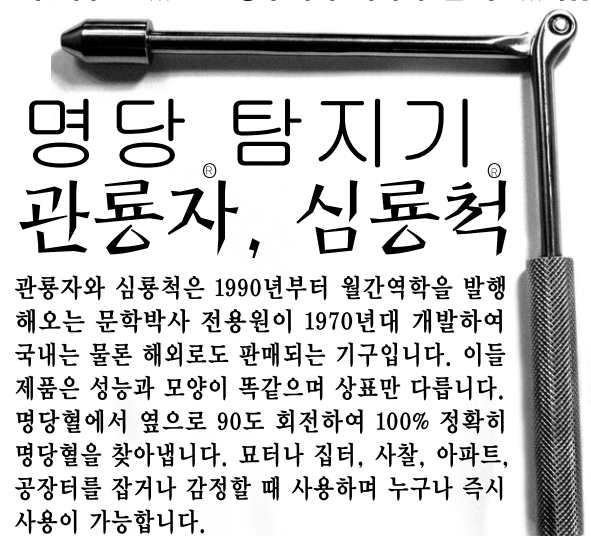 명당 탐지기
관룡자®, 심룡척®
관룡자와 심룡척은 1990년부터 월간역학을 발행
해오는 문학박사 전용원이 1970년대 개발하여
국내는 물론 해외로도 판매되는 기구입니다. 이들
제품은 성능과 모양이 똑같으며 상표만 다릅니다.
명당혈에서 옆으로 90도 회전하여 100% 정확히
명당혈을 찾아냅니다. 묘터나 집터, 사찰, 아파트,
공장터를 잡거나 감정할 때 사용하며 누구나 즉시
사용이 가능합니다.